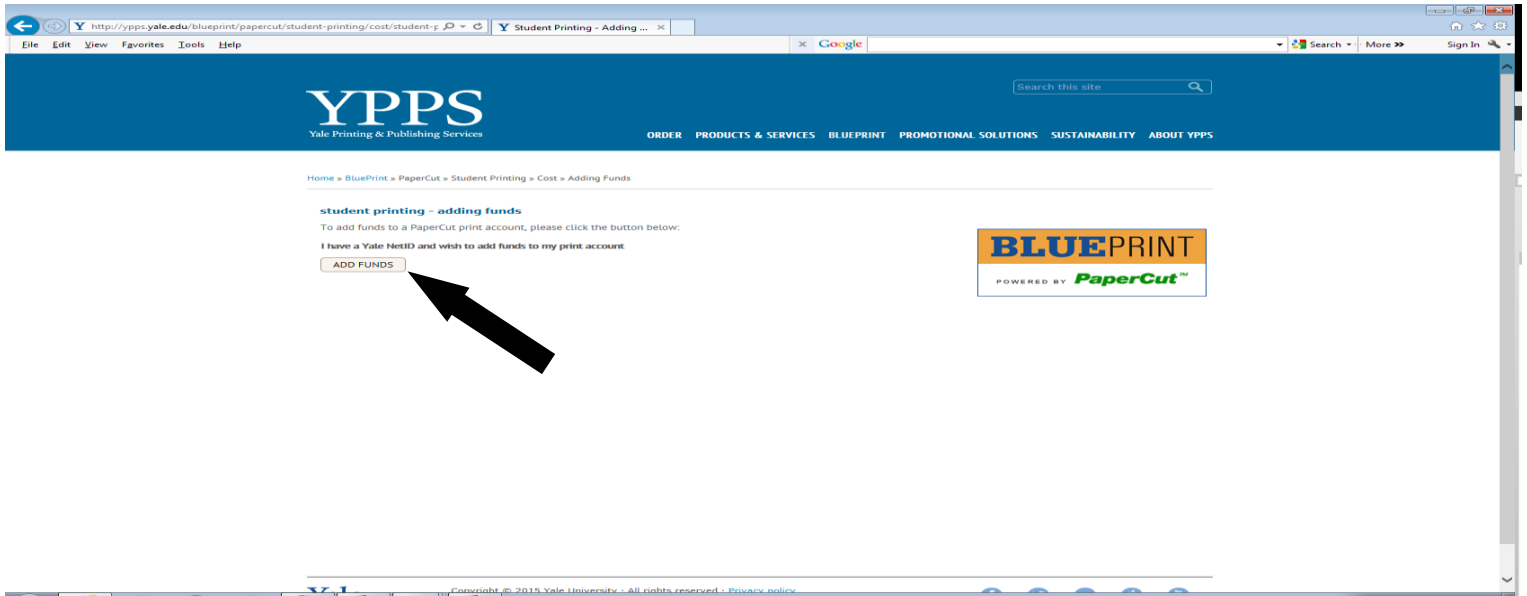 http://ypps.yale.edu/blueprint/papercut/student-printing/cost/student-p
Student Printing - Adding ...
File Edit View Favorites Tools Help
Google
Search
More »
Sign In
YPPS
Yale Printing & Publishing Services
Search this site
ORDER PRODUCTS & SERVICES BLUEPRINT PROMOTIONAL SOLUTIONS SUSTAINABILITY ABOUT YPPS
Home » BluePrint » PaperCut » Student Printing » Cost » Adding Funds
student printing - adding funds
To add funds to a PaperCut print account, please click the button below:
I have a Yale NetID and wish to add funds to my print account
ADD FUNDS
BLUEPRINT
POWERED BY PaperCut™
Yale
Copyright © 2015 Yale University · All rights reserved · Privacy policy